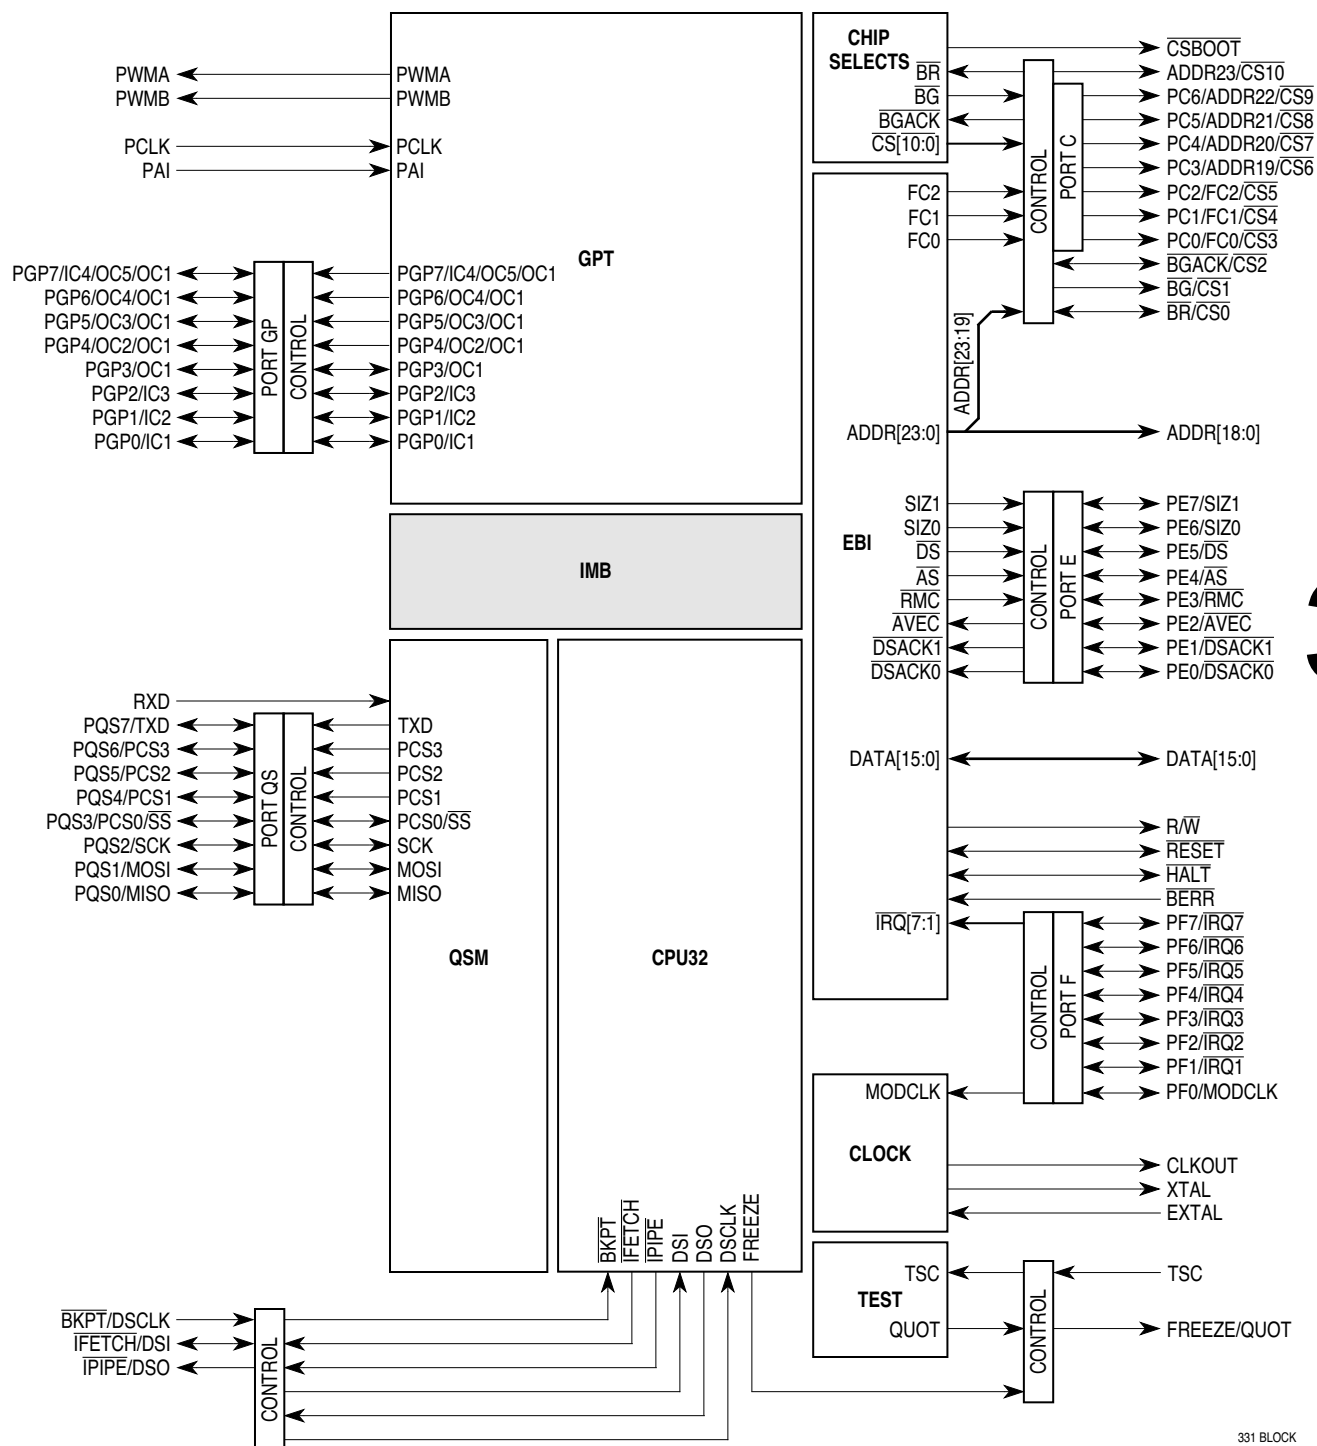 PWMA
PWMB
PCLK
PAI
PGP7/IC4/OC5/OC1
PGP6/OC4/OC1
PGP5/OC3/OC1
PGP4/OC2/OC1
PGP3/OC1
PGP2/IC3
PGP1/IC2
PGP0/IC1
PORT GP
CONTROL
PWMA
PWMB
PCLK
PAI
PGP7/IC4/OC5/OC1
PGP6/OC4/OC1
PGP5/OC3/OC1
PGP4/OC2/OC1
PGP3/OC1
PGP2/IC3
PGP1/IC2
PGP0/IC1
GPT
IMB
RXD
PQS7/TXD
PQS6/PCS3
PQS5/PCS2
PQS4/PCS1
PQS3/PCS0/SS
PQS2/SCK
PQS1/MOSI
PQS0/MISO
PORT QS
CONTROL
TXD
PCS3
PCS2
PCS1
PCS0/SS
SCK
MOSI
MISO
QSM
CPU32
BKPT
IFETCH
IPIPE
DSI
DSO
DSCLK
FREEZE
BKPT/DSCLK
IFETCH/DSI
IPIPE/DSO
CONTROL
CHIP
SELECTS
BR
BG
BGACK
CS[10:0]
FC2
FC1
FC0
CONTROL
PORT C
CSBOOT
ADDR23/CS10
PC6/ADDR22/CS9
PC5/ADDR21/CS8
PC4/ADDR20/CS7
PC3/ADDR19/CS6
PC2/FC2/CS5
PC1/FC1/CS4
PC0/FC0/CS3
BGACK/CS2
BG/CS1
BR/CS0
ADDR[23:19]
ADDR[23:0]
ADDR[18:0]
EBI
SIZ1
SIZ0
DS
AS
RMC
AVEC
DSACK1
DSACK0
CONTROL
PORT E
PE7/SIZ1
PE6/SIZ0
PE5/DS
PE4/AS
PE3/RMC
PE2/AVEC
PE1/DSACK1
PE0/DSACK0
DATA[15:0]
DATA[15:0]
R/W
RESET
HALT
BERR
IRQ[7:1]
CONTROL
PORT F
PF7/IRQ7
PF6/IRQ6
PF5/IRQ5
PF4/IRQ4
PF3/IRQ3
PF2/IRQ2
PF1/IRQ1
PF0/MODCLK
MODCLK
CLOCK
CLKOUT
XTAL
EXTAL
TSC
TEST
QUOT
CONTROL
TSC
FREEZE/QUOT
331 BLOCK